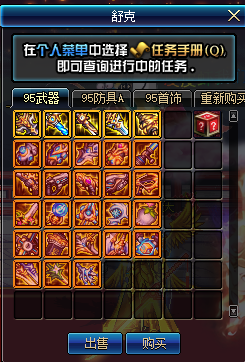 舒克
在个人菜单中选择 任务手册(Q),
即可查询进行中的任务.
95武器 95防具A 95首饰 重新购买
? ?
出售 购买